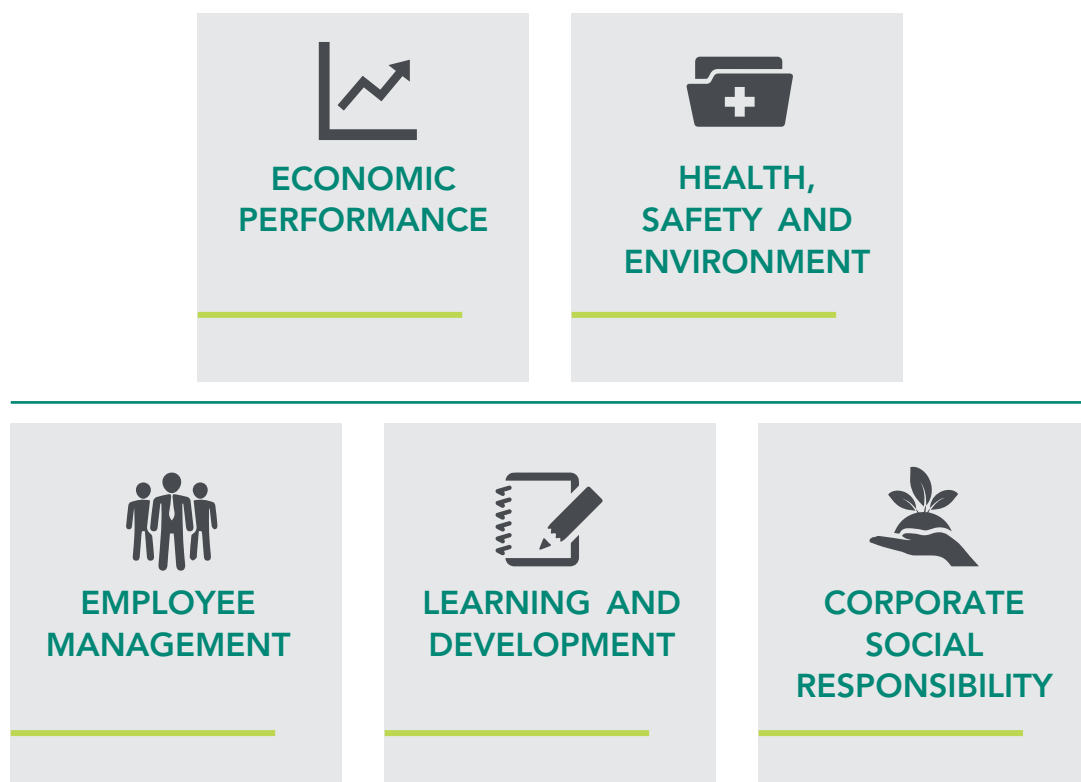 ECONOMIC
PERFORMANCE
HEALTH,
SAFETY AND
ENVIRONMENT
EMPLOYEE
MANAGEMENT
LEARNING AND
DEVELOPMENT
CORPORATE
SOCIAL
RESPONSIBILITY